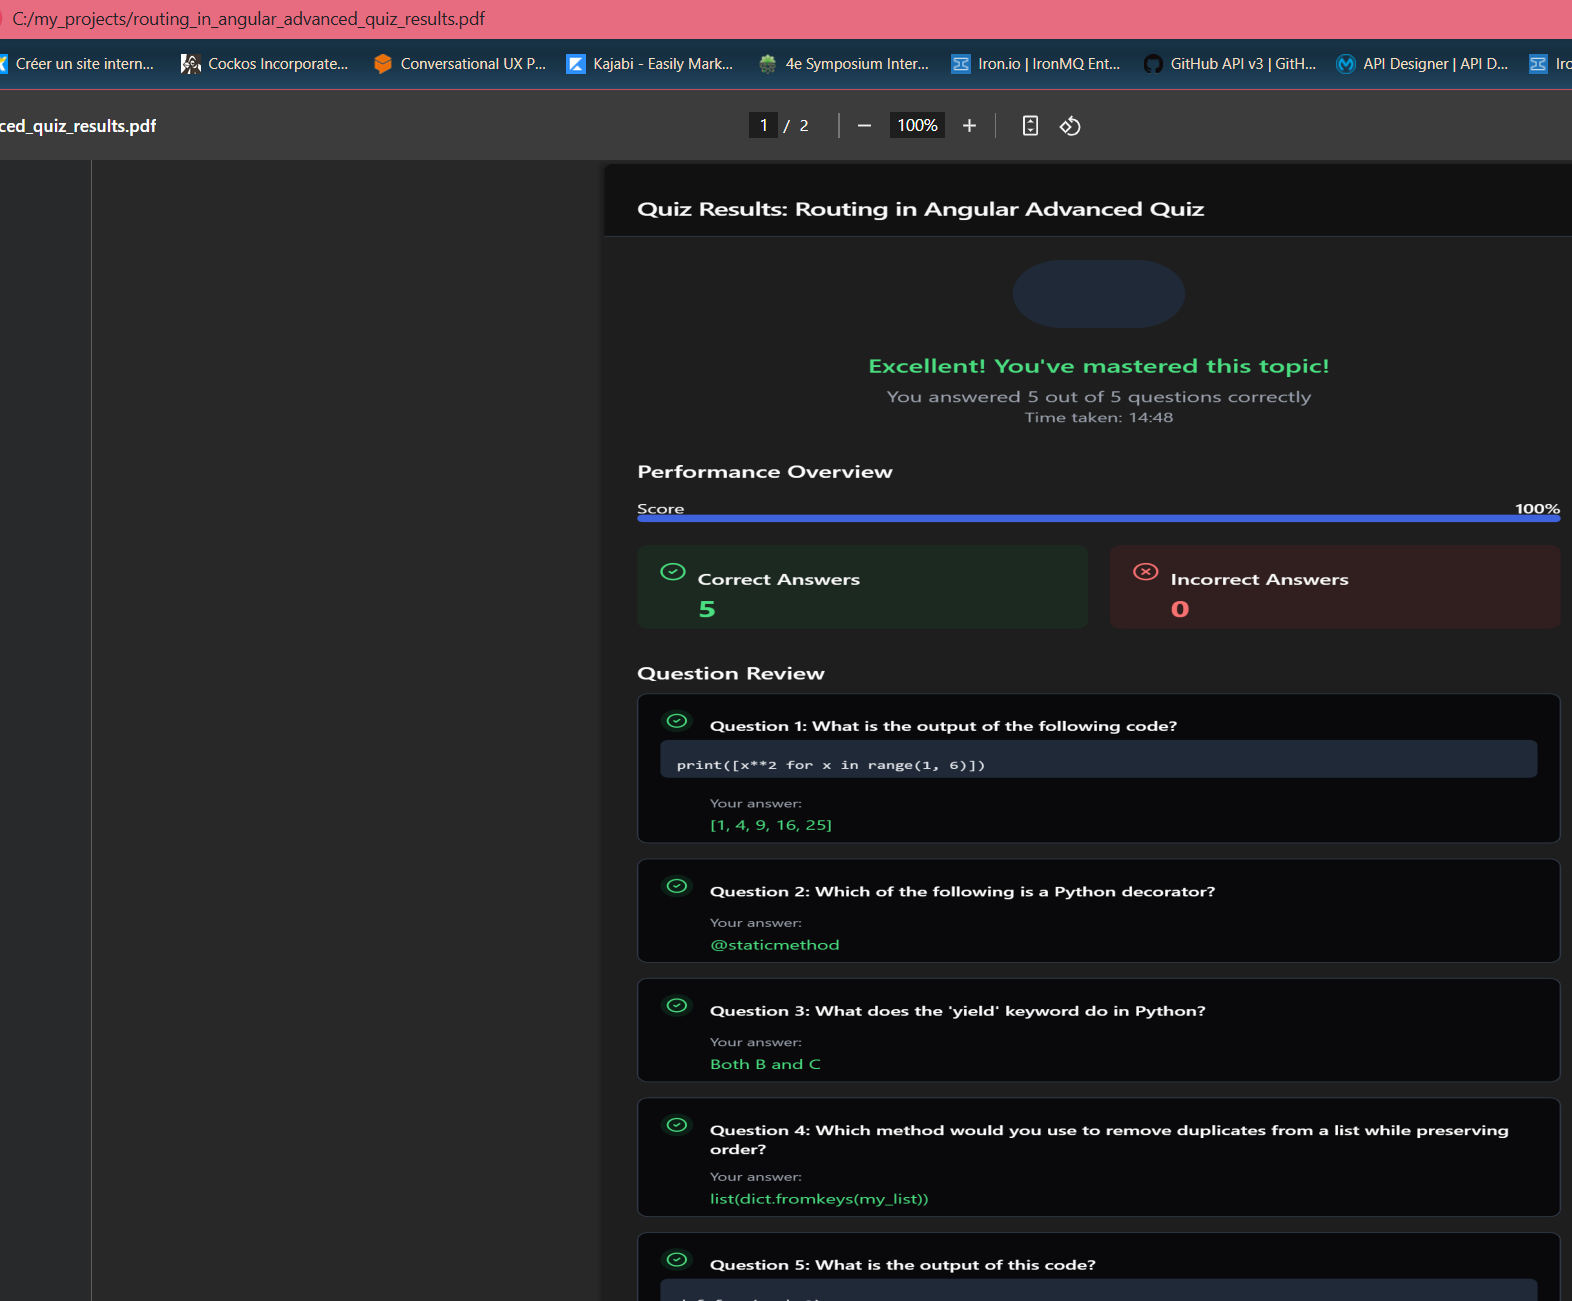 C:/my_projects/routing_in_angular_advanced_quiz_results.pdf
Créer un site intern... Cockos Incorporate... Conversational UX P... Kajabi - Easily Mark... 4e Symposium Inter... Iron.io | IronMQ Ent... GitHub API v3 | GitH... API Designer | API D... Iro
ced_quiz_results.pdf 1 / 2 — 100% +
Quiz Results: Routing in Angular Advanced Quiz
Excellent! You've mastered this topic!
You answered 5 out of 5 questions correctly
Time taken: 14:48
Performance Overview
Score 100%
Correct Answers Incorrect Answers
5 0
Question Review
Question 1: What is the output of the following code?
print([x**2 for x in range(1, 6)])
Your answer:
[1, 4, 9, 16, 25]
Question 2: Which of the following is a Python decorator?
Your answer:
@staticmethod
Question 3: What does the 'yield' keyword do in Python?
Your answer:
Both B and C
Question 4: Which method would you use to remove duplicates from a list while preserving
order?
Your answer:
list(dict.fromkeys(my_list))
Question 5: What is the output of this code?